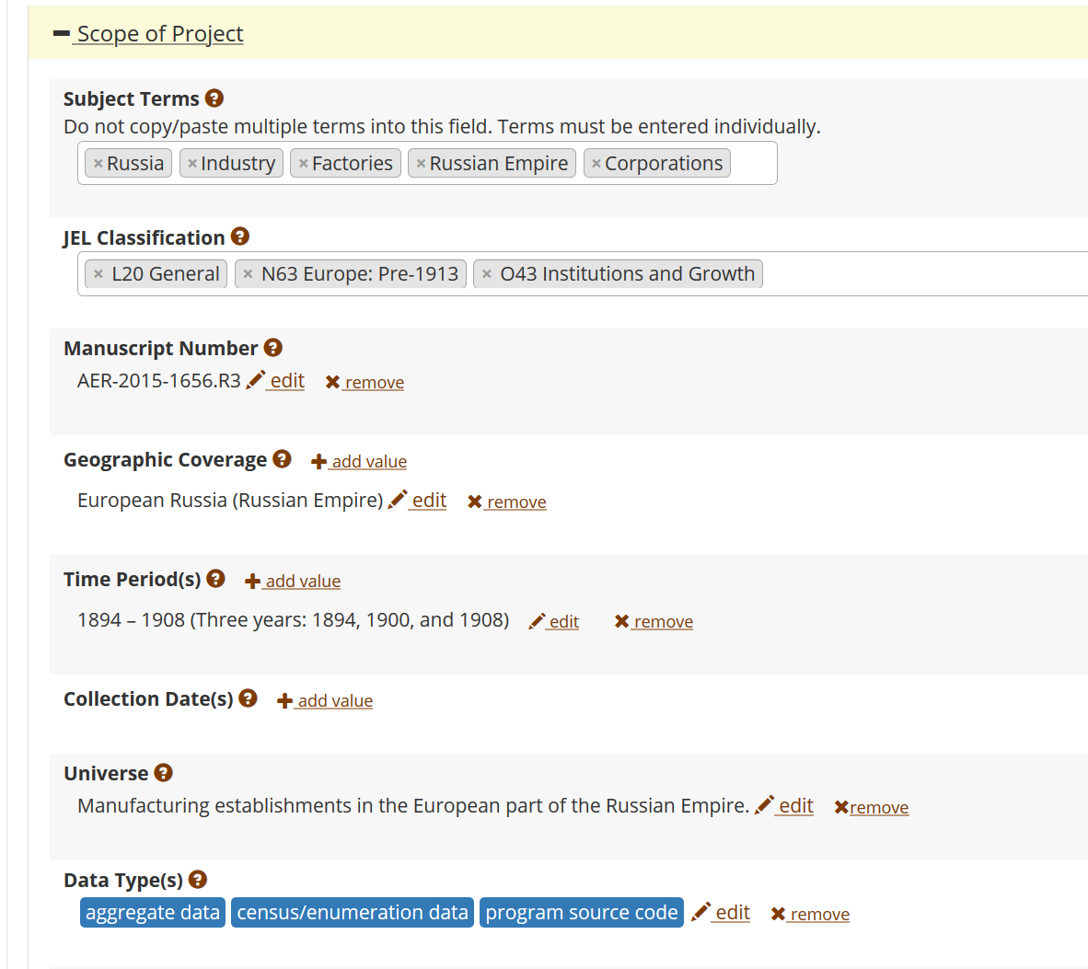 Scope of Project
Subject Terms
Do not copy/paste multiple terms into this field. Terms must be entered individually.
× Russia × Industry × Factories × Russian Empire × Corporations
JEL Classification
× L20 General × N63 Europe: Pre-1913 × O43 Institutions and Growth
Manuscript Number
AER-2015-1656.R3 edit remove
Geographic Coverage add value
European Russia (Russian Empire) edit remove
Time Period(s) add value
1894 – 1908 (Three years: 1894, 1900, and 1908) edit remove
Collection Date(s) add value
Universe
Manufacturing establishments in the European part of the Russian Empire. edit remove
Data Type(s)
aggregate data census/enumeration data program source code edit remove